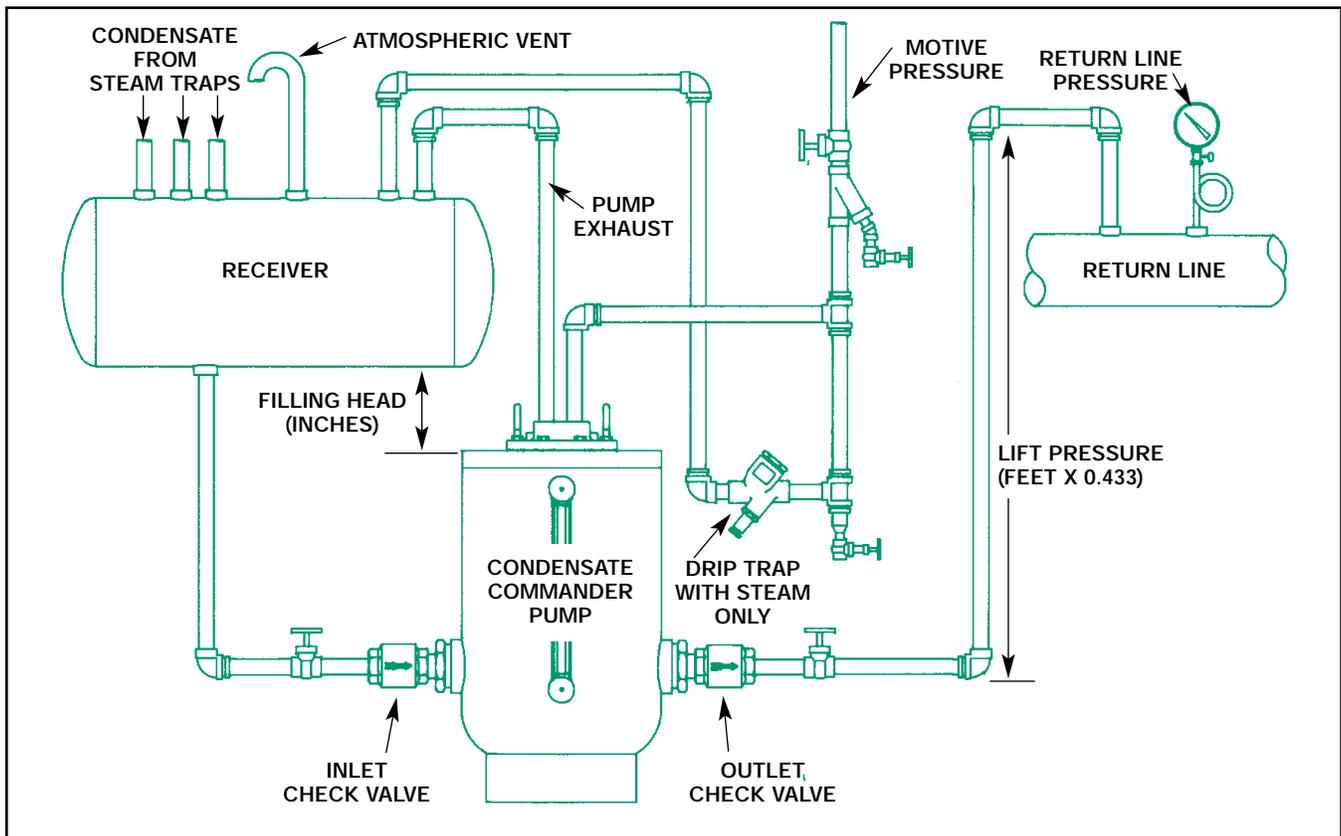 CONDENSATE
FROM
STEAM TRAPS
ATMOSPHERIC VENT
MOTIVE
PRESSURE
RETURN LINE
PRESSURE
PUMP
EXHAUST
RECEIVER
RETURN LINE
FILLING HEAD
(INCHES)
LIFT PRESSURE
(FEET X 0.433)
CONDENSATE
COMMANDER
PUMP
DRIP TRAP
WITH STEAM
ONLY
INLET
CHECK VALVE
OUTLET
CHECK VALVE